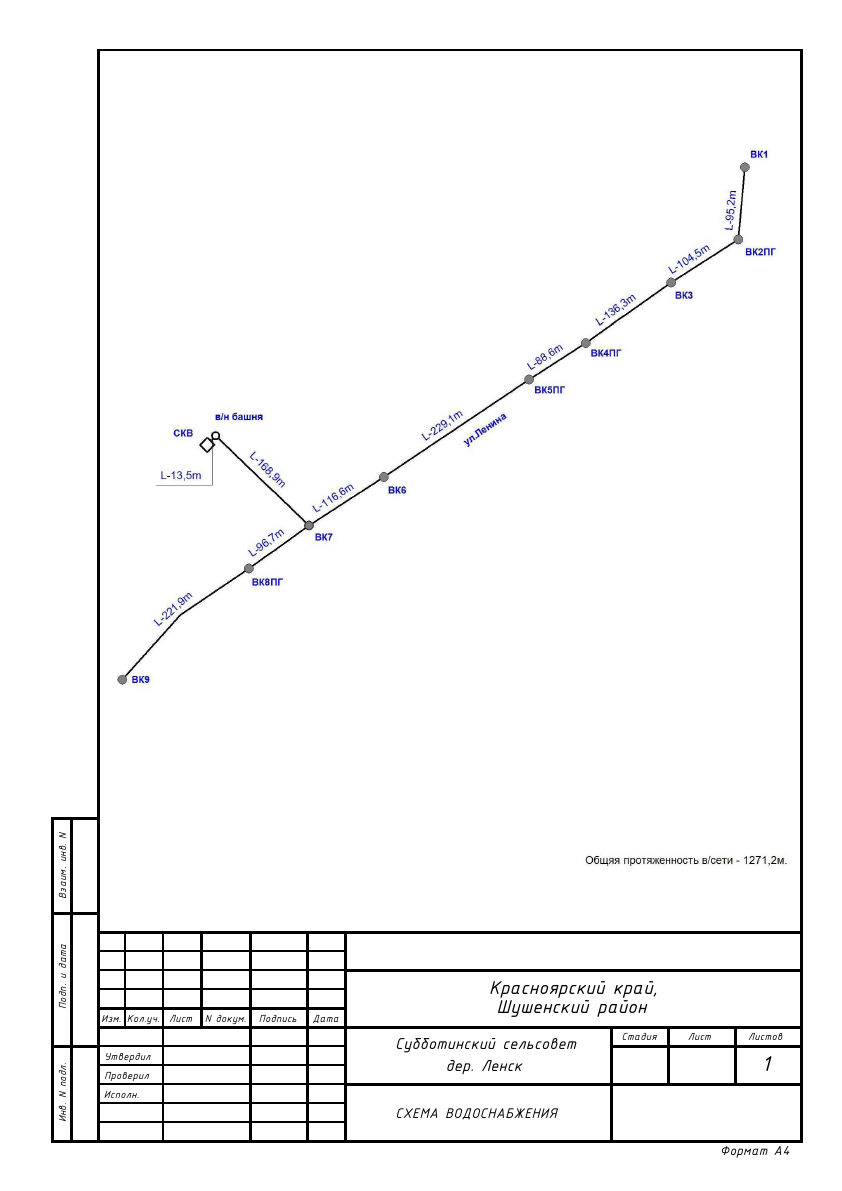 ВК1
L-95,2m
ВК2ПГ
L-104,5m
ВК3
L-136,3m
ВК4ПГ
L-88,6m
ВК5ПГ
L-229,1m
ул.Ленина
в/н башня
СКВ
L-168,9m
L-13,5m
L-116,6m
ВК6
ВК7
L-96,7m
ВК8ПГ
L-221,9m
ВК9
Общяя протяженность в/сети - 1271,2м.
Взаим. инв. N
Подп. и дата
Инв. N подл.
Изм. Кол.уч. Лист N докум. Подпись Дата
Утвердил
Проверил
Исполн.
Красноярский край,
Шушенский район
Субботинский сельсовет
дер. Ленск
Стадия Лист Листов
1
СХЕМА ВОДОСНАБЖЕНИЯ
Формат А4